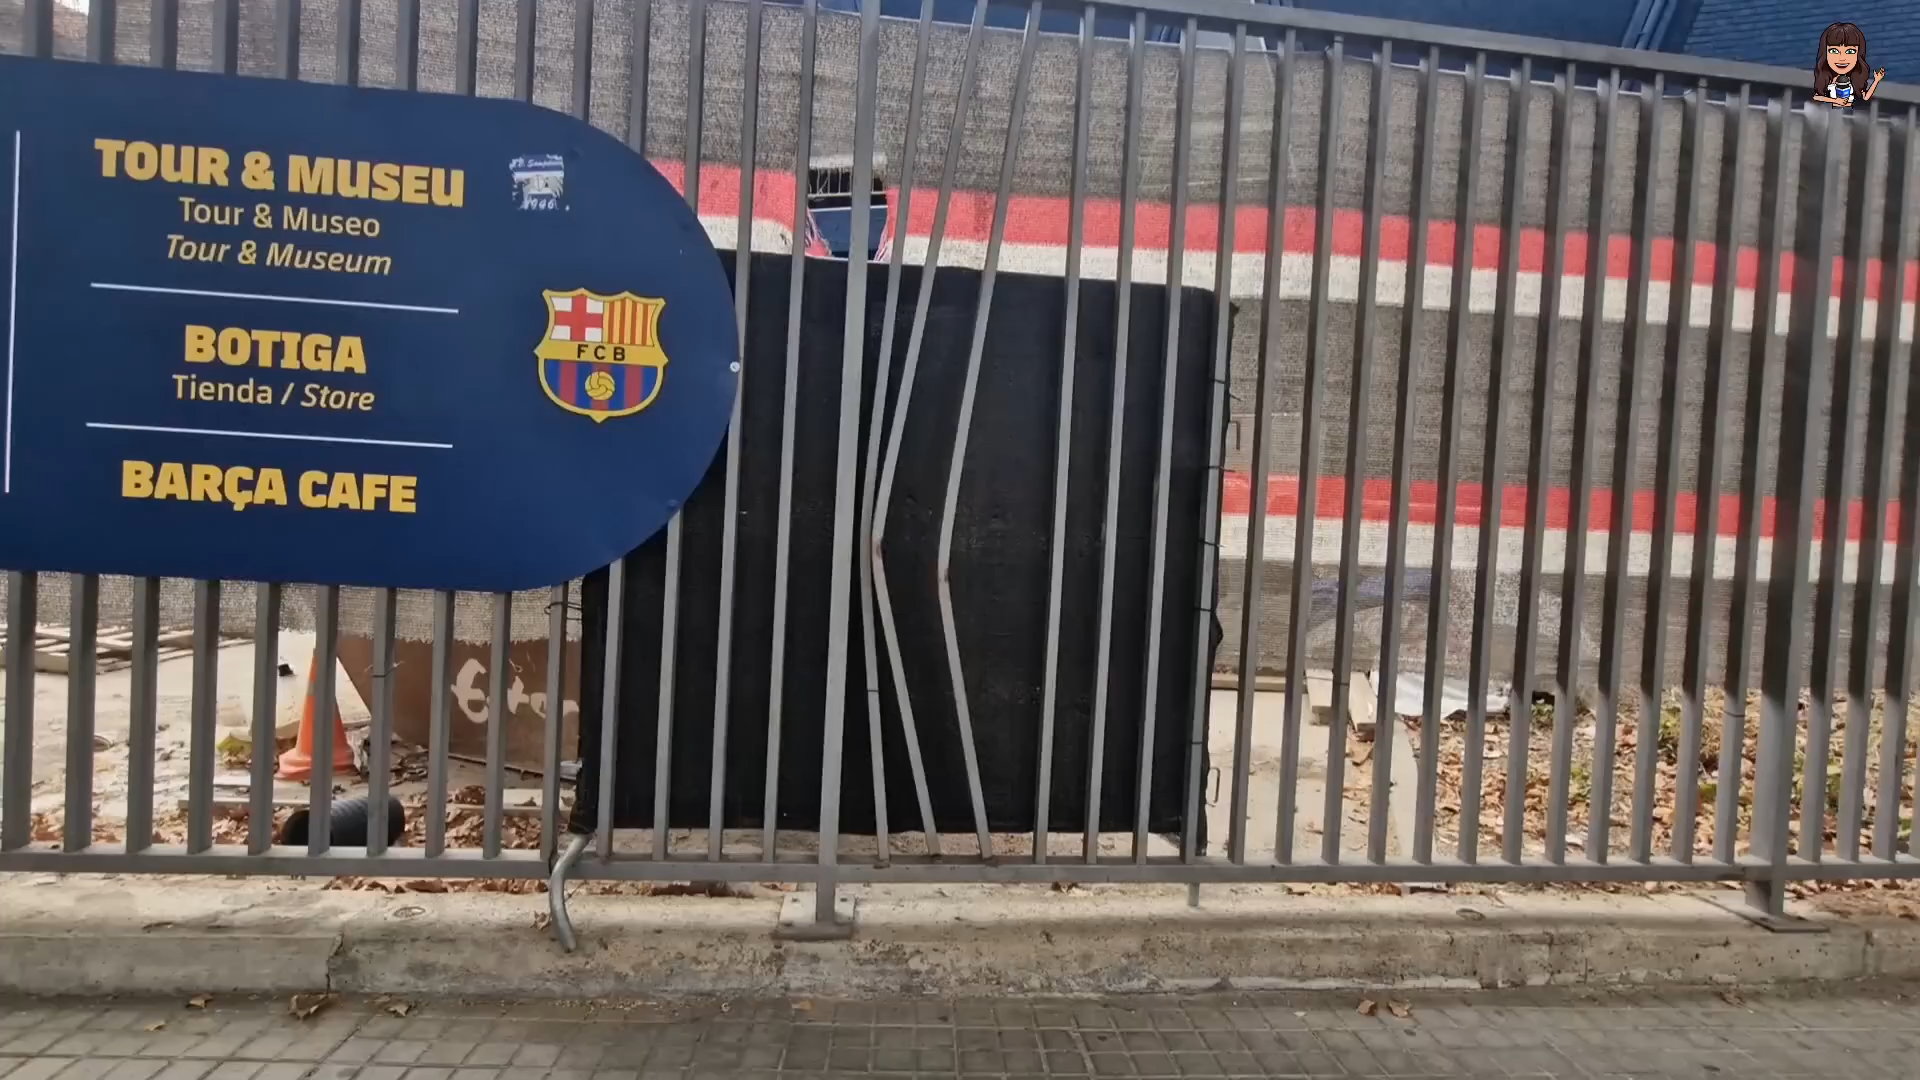 TOUR & MUSEU
Tour & Museo
Tour & Museum
BOTIGA
Tienda / Store
BARÇA CAFE
FCB